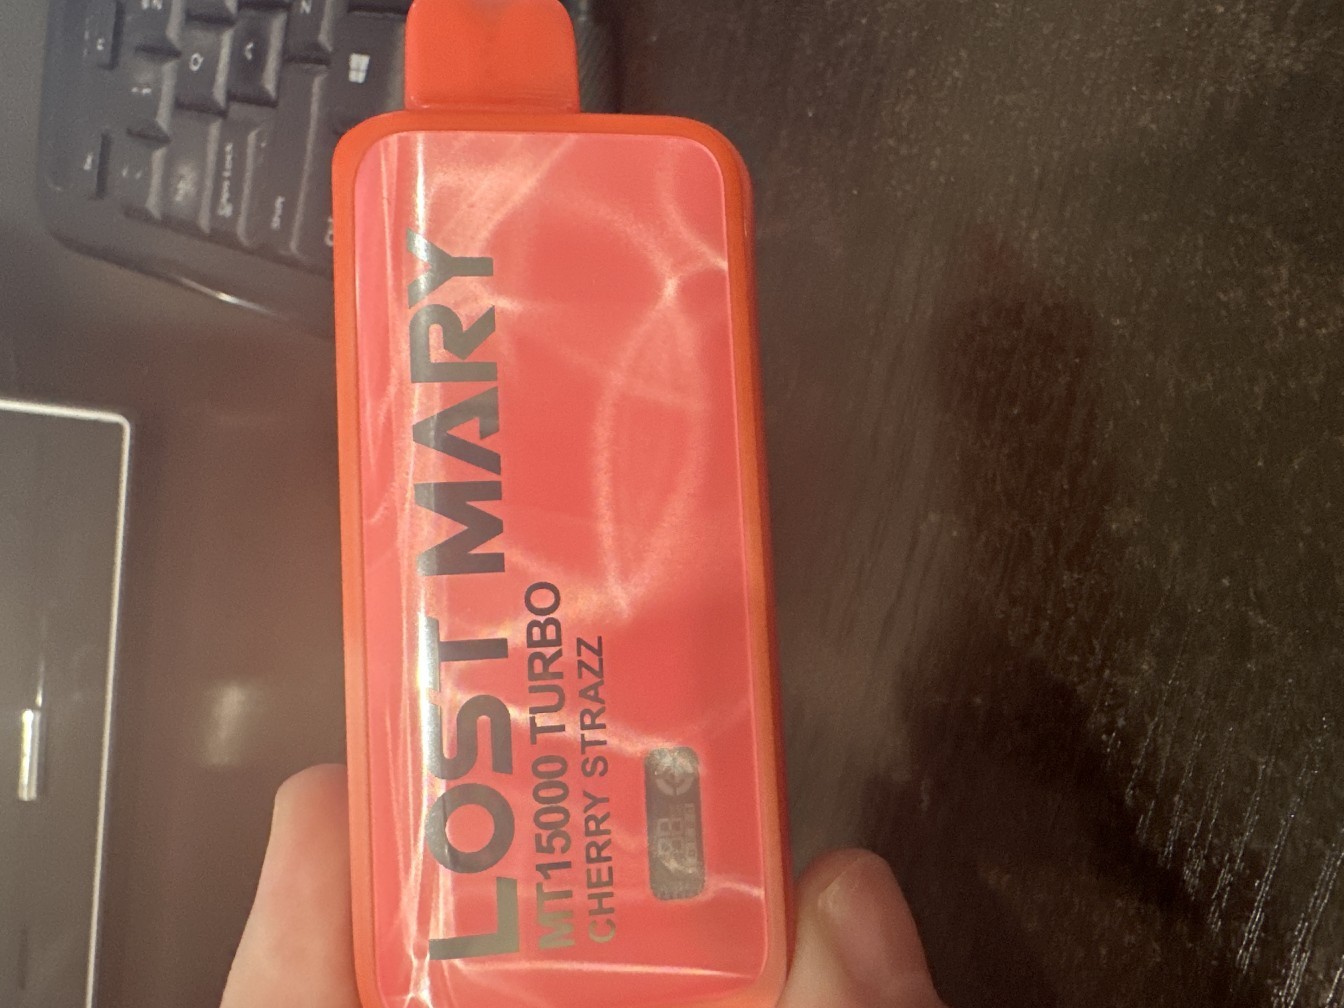 LOST MARY
MT15000 TURBO
CHERRY STRAZZ